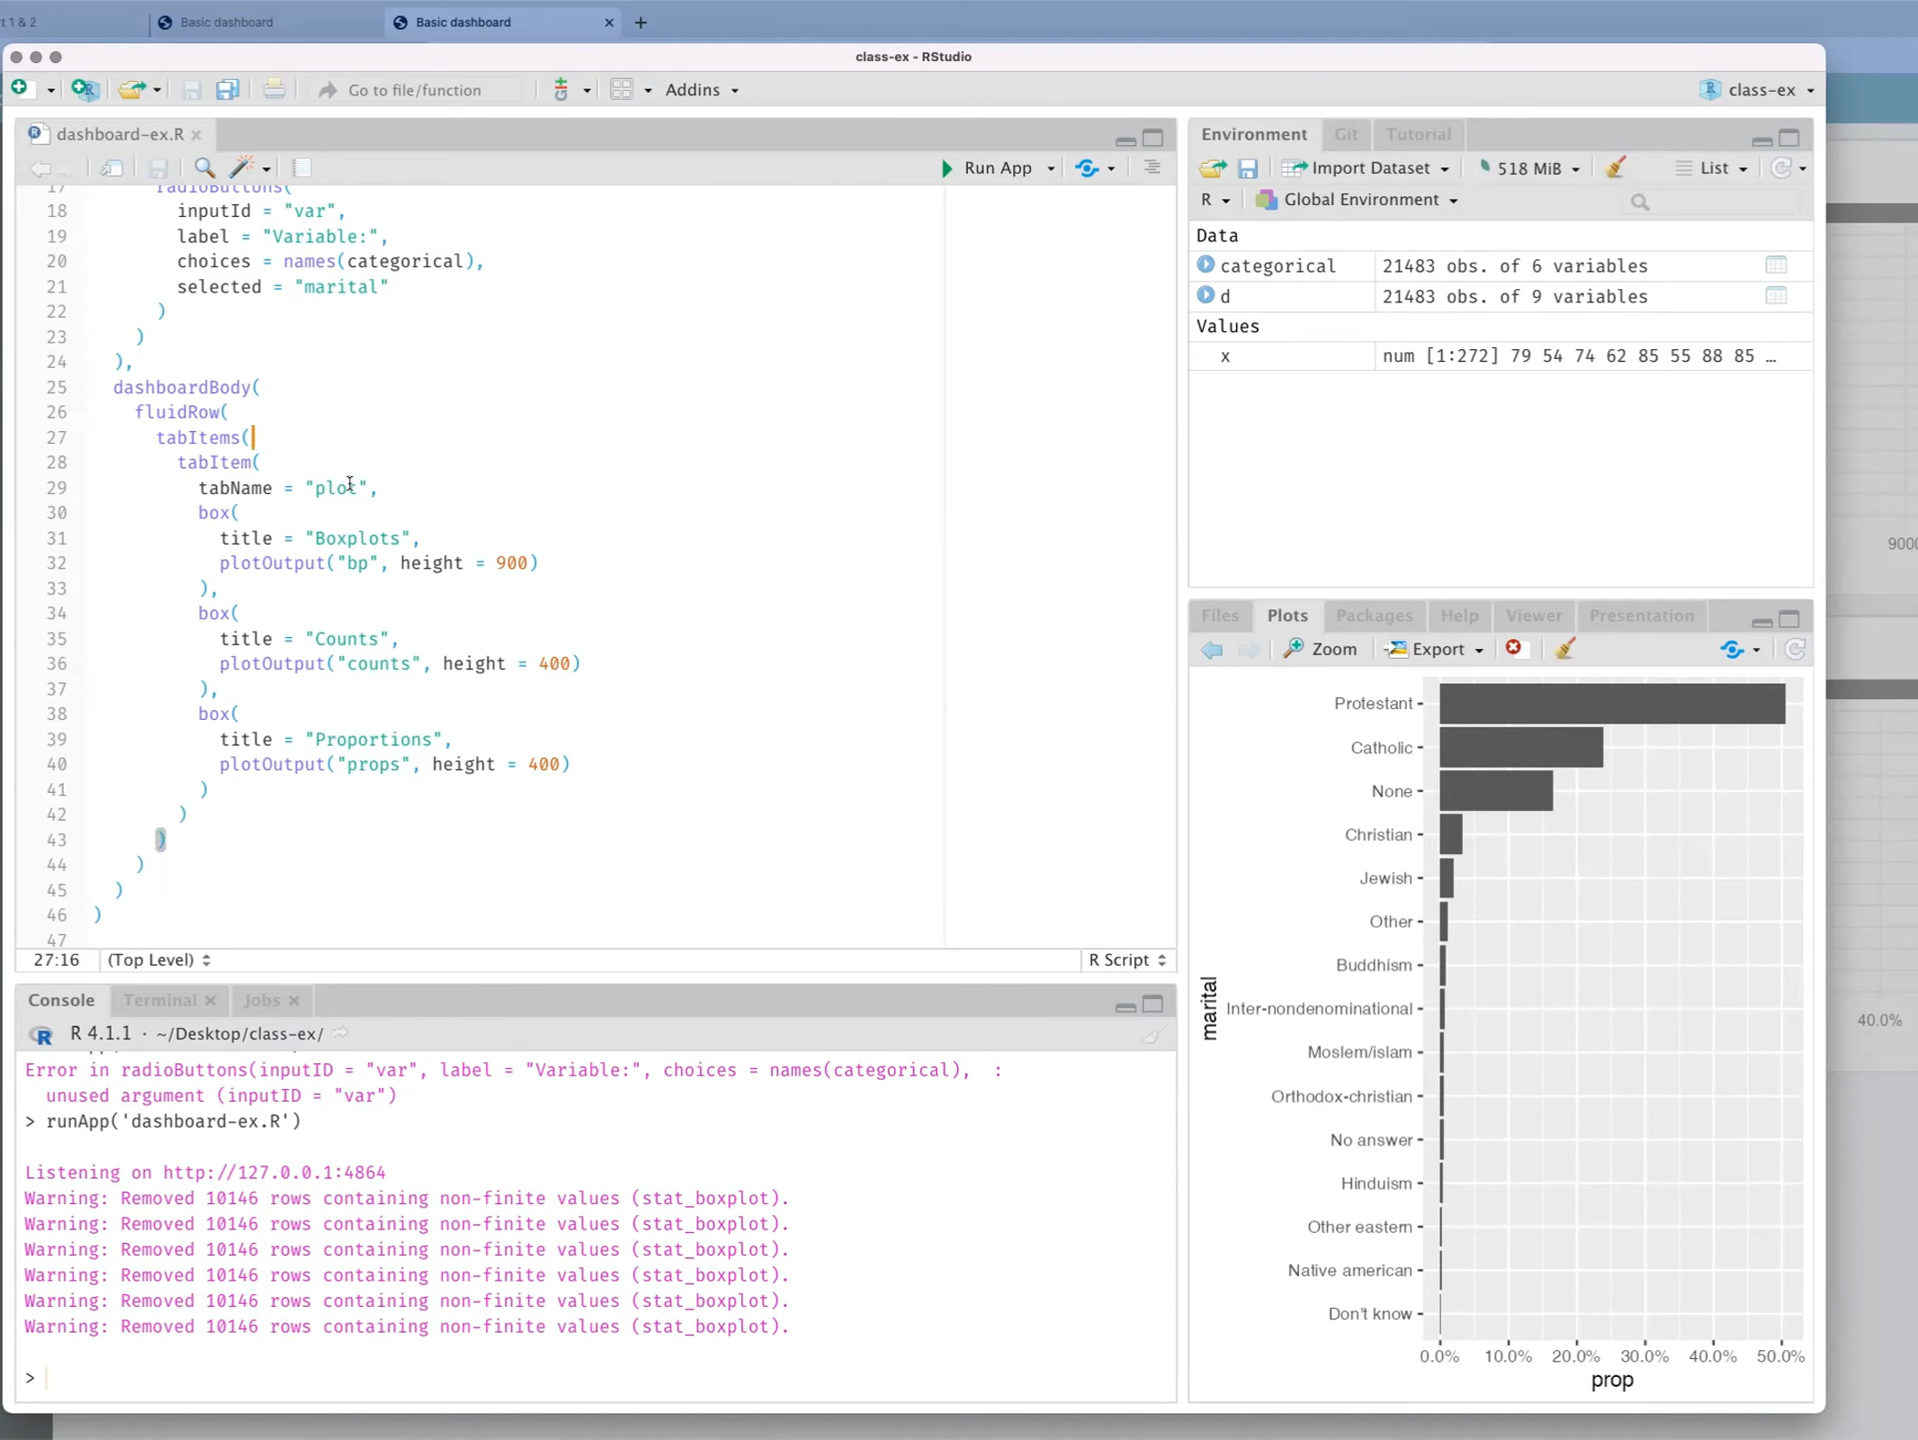 t 1 & 2
Basic dashboard
Basic dashboard
class-ex - RStudio
Go to file/function
Addins
class-ex
dashboard-ex.R
Run App
17 radioButtons(
18 inputId = "var",
19 label = "Variable:",
20 choices = names(categorical),
21 selected = "marital"
22 )
23 )
24 ),
25 dashboardBody(
26 fluidRow(
27 tabItems(
28 tabItem(
29 tabName = "plot",
30 box(
31 title = "Boxplots",
32 plotOutput("bp", height = 900)
33 ),
34 box(
35 title = "Counts",
36 plotOutput("counts", height = 400)
37 ),
38 box(
39 title = "Proportions",
40 plotOutput("props", height = 400)
41 )
42 )
43 )
44 )
45 )
46 )
47
27:16 (Top Level) R Script
Console Terminal Jobs
R 4.1.1 · ~/Desktop/class-ex/
Error in radioButtons(inputID = "var", label = "Variable:", choices = names(categorical), :
unused argument (inputID = "var")
> runApp('dashboard-ex.R')
Listening on http://127.0.0.1:4864
Warning: Removed 10146 rows containing non-finite values (stat_boxplot).
Warning: Removed 10146 rows containing non-finite values (stat_boxplot).
Warning: Removed 10146 rows containing non-finite values (stat_boxplot).
Warning: Removed 10146 rows containing non-finite values (stat_boxplot).
Warning: Removed 10146 rows containing non-finite values (stat_boxplot).
Warning: Removed 10146 rows containing non-finite values (stat_boxplot).
>
Environment Git Tutorial
Import Dataset 518 MiB List
R Global Environment
Data
categorical 21483 obs. of 6 variables
d 21483 obs. of 9 variables
Values
x num [1:272] 79 54 74 62 85 55 88 85 …
Files Plots Packages Help Viewer Presentation
Zoom Export
Protestant
Catholic
None
Christian
Jewish
Other
Buddhism
Inter-nondenominational
Moslem/islam
Orthodox-christian
No answer
Hinduism
Other eastern
Native american
Don't know
marital
0.0% 10.0% 20.0% 30.0% 40.0% 50.0%
prop
9000
40.0%